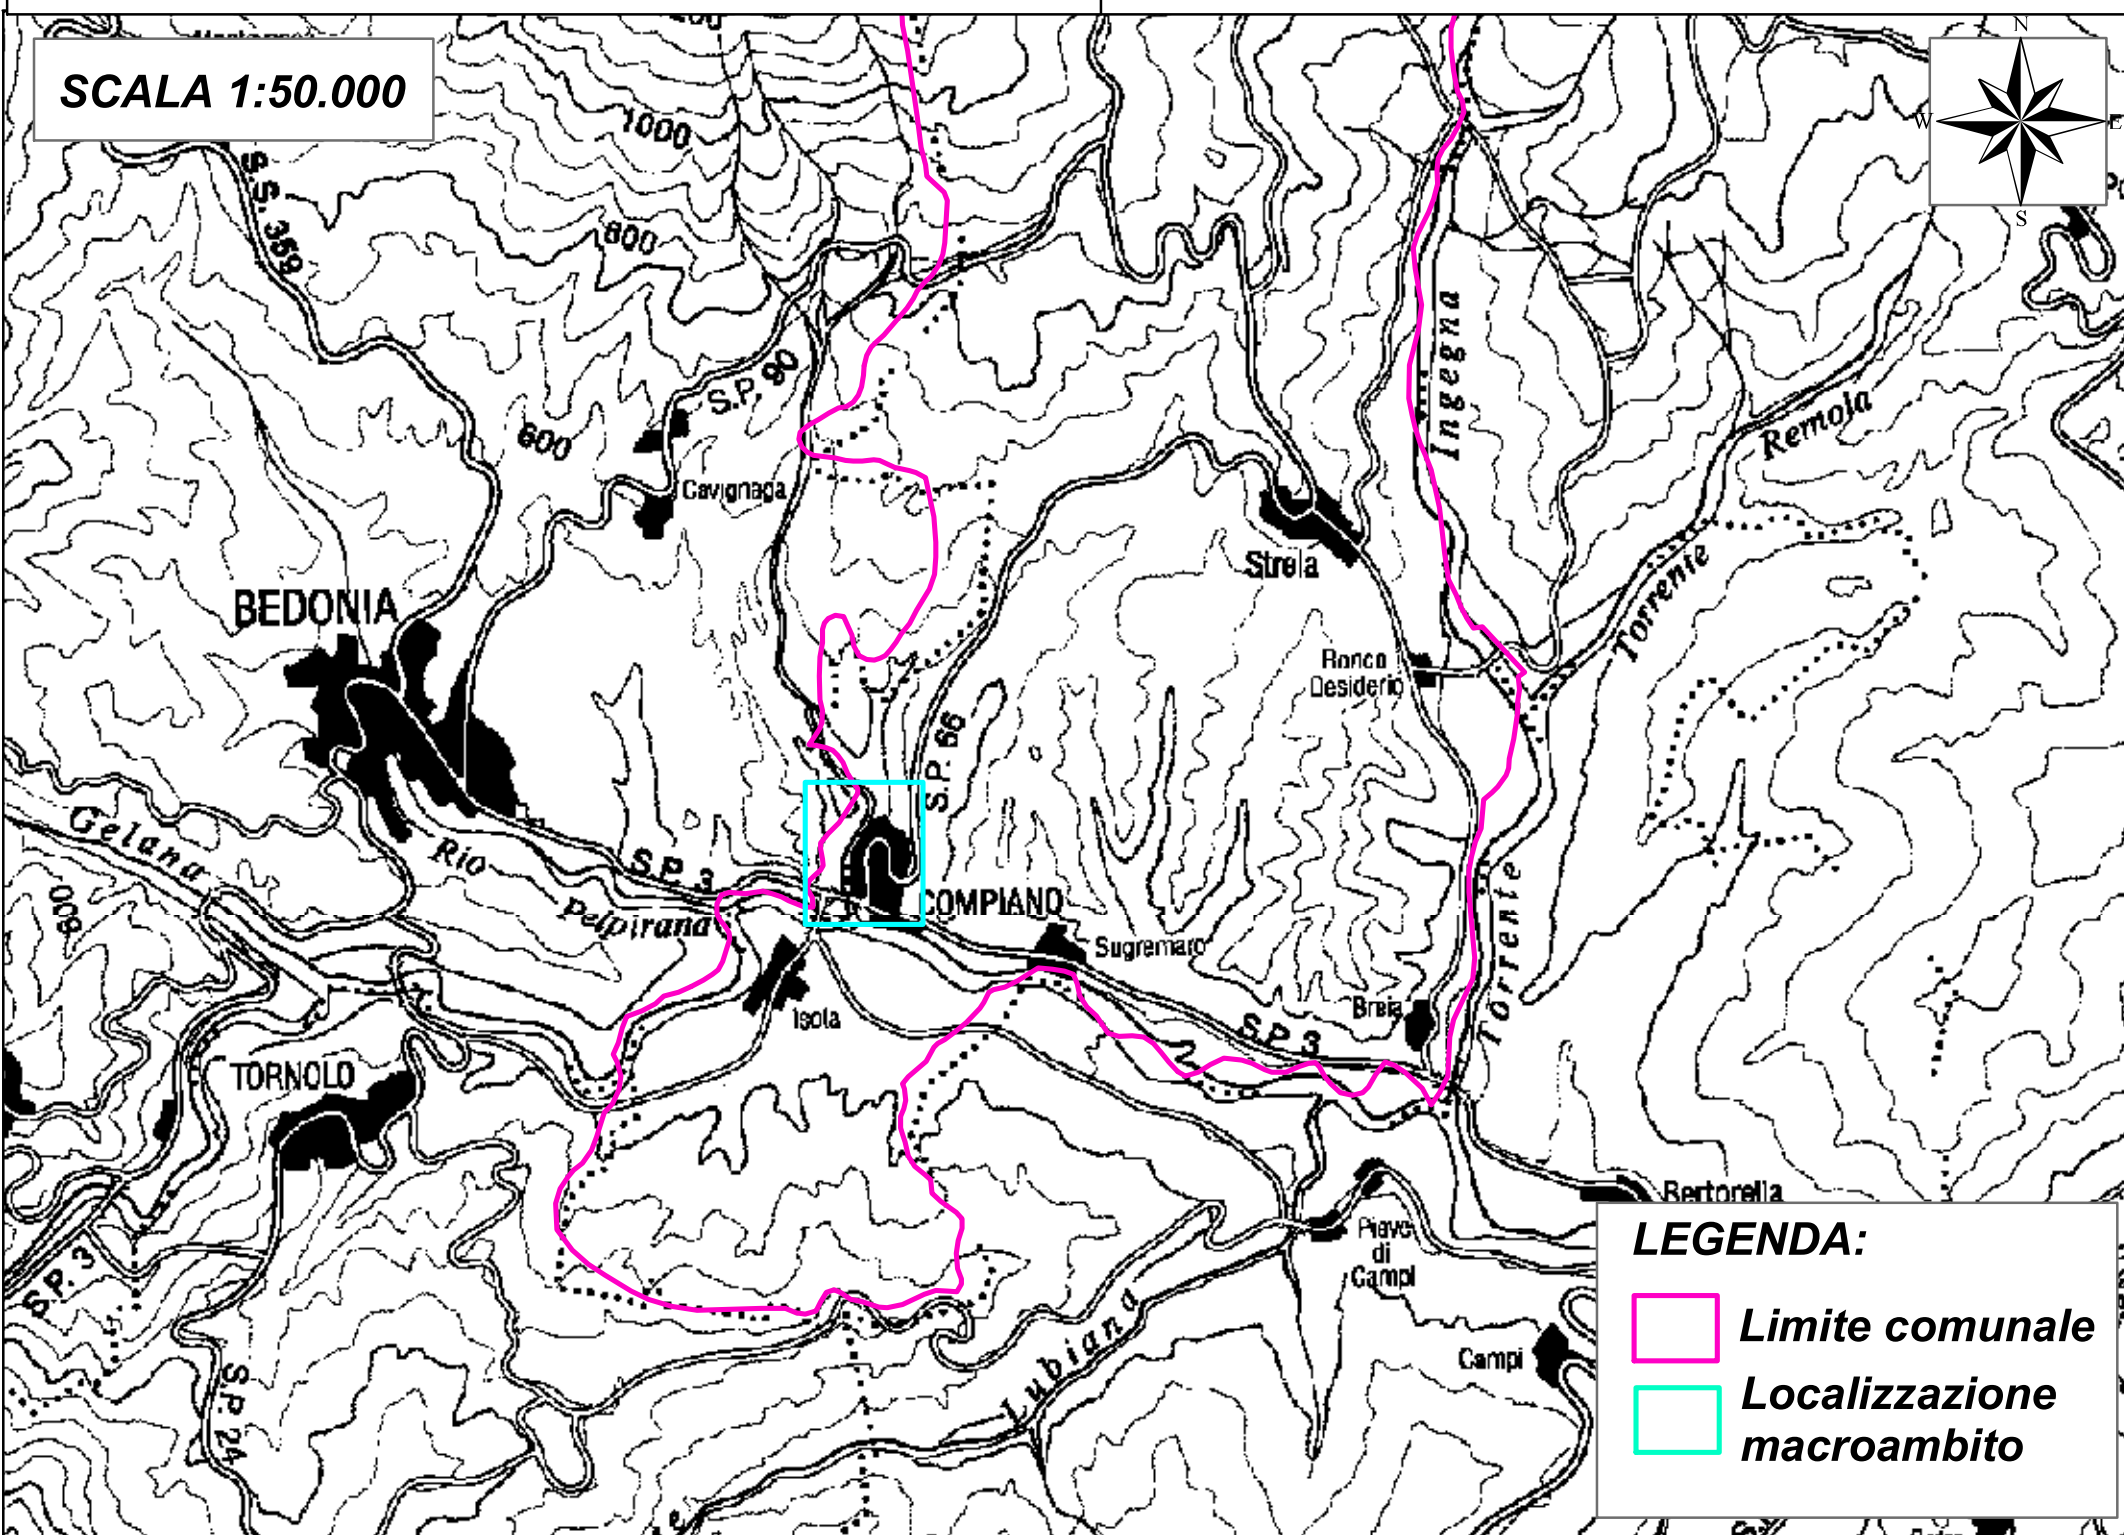 SCALA 1:50.000
N
W
E
S
1000
S.S. 359
800
S.P. 90
600
Cavignaga
Ingegna
Remola
Torrente
Strela
BEDONIA
Ronco
Desiderio
S.P. 66
Gelana
Rio
Pelpirana
S.P. 3
COMPIANO
Sugremaro
600
Isola
Breia
Torrente
S.P. 3
TORNOLO
Bertorella
Pieve
di
Campi
S.P. 3
LEGENDA:
Limite comunale
Localizzazione
macroambito
Lubiana
Campi
S.P. 24